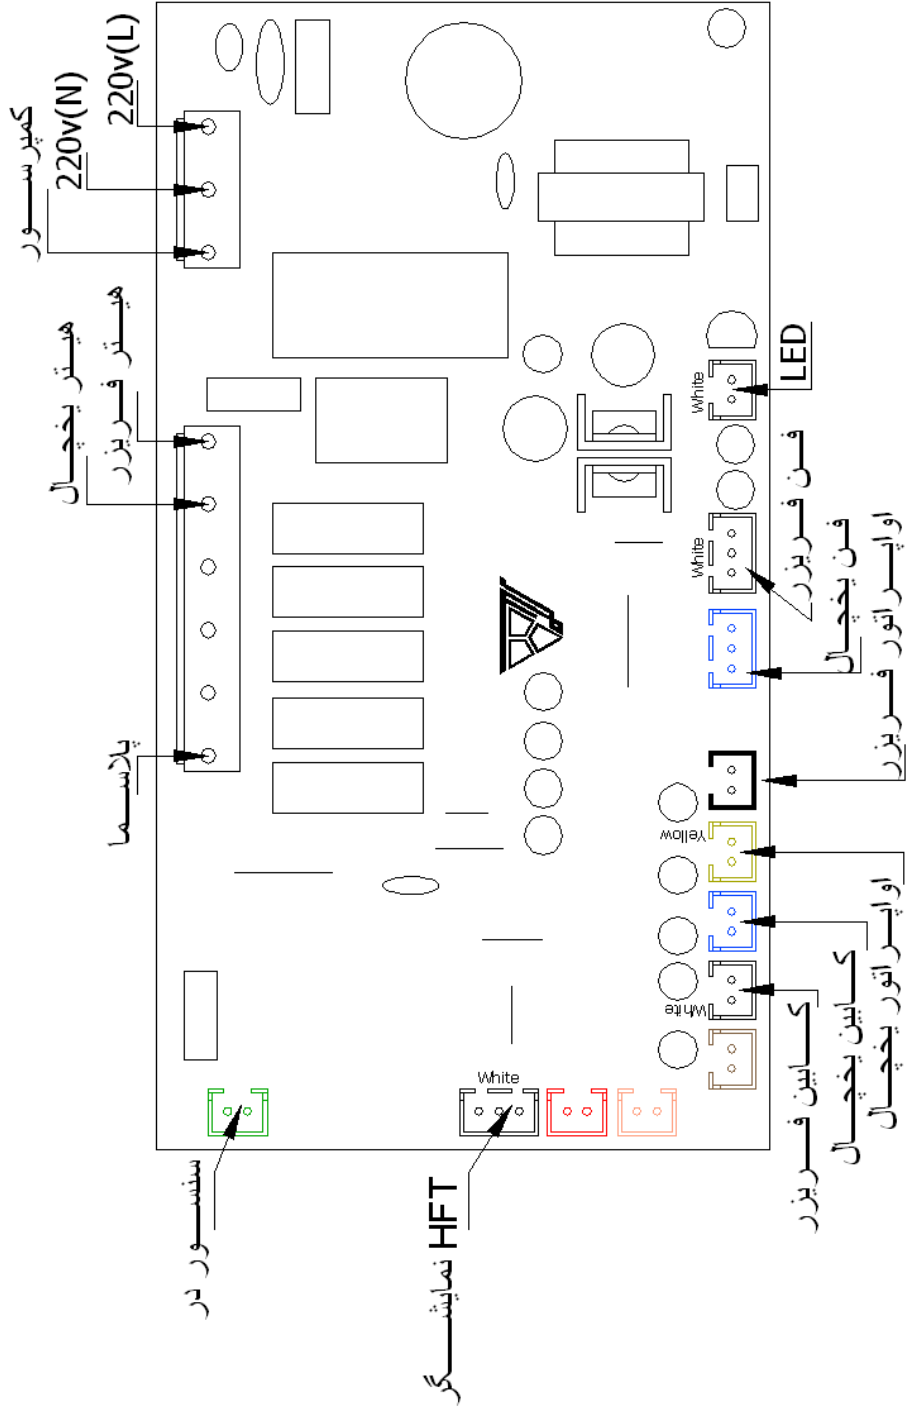 220v(L)
220v(N)
کمپرسور
هیتر فریزر
هیتر یخچال
پلاسما
سنسور در
نمایشگر HFT
White
White
LED
White
فن فریزر
فن یخچال
اواپراتور فریزر
Yellow
اواپراتور یخچال
کابین یخچال
White
کابین فریزر